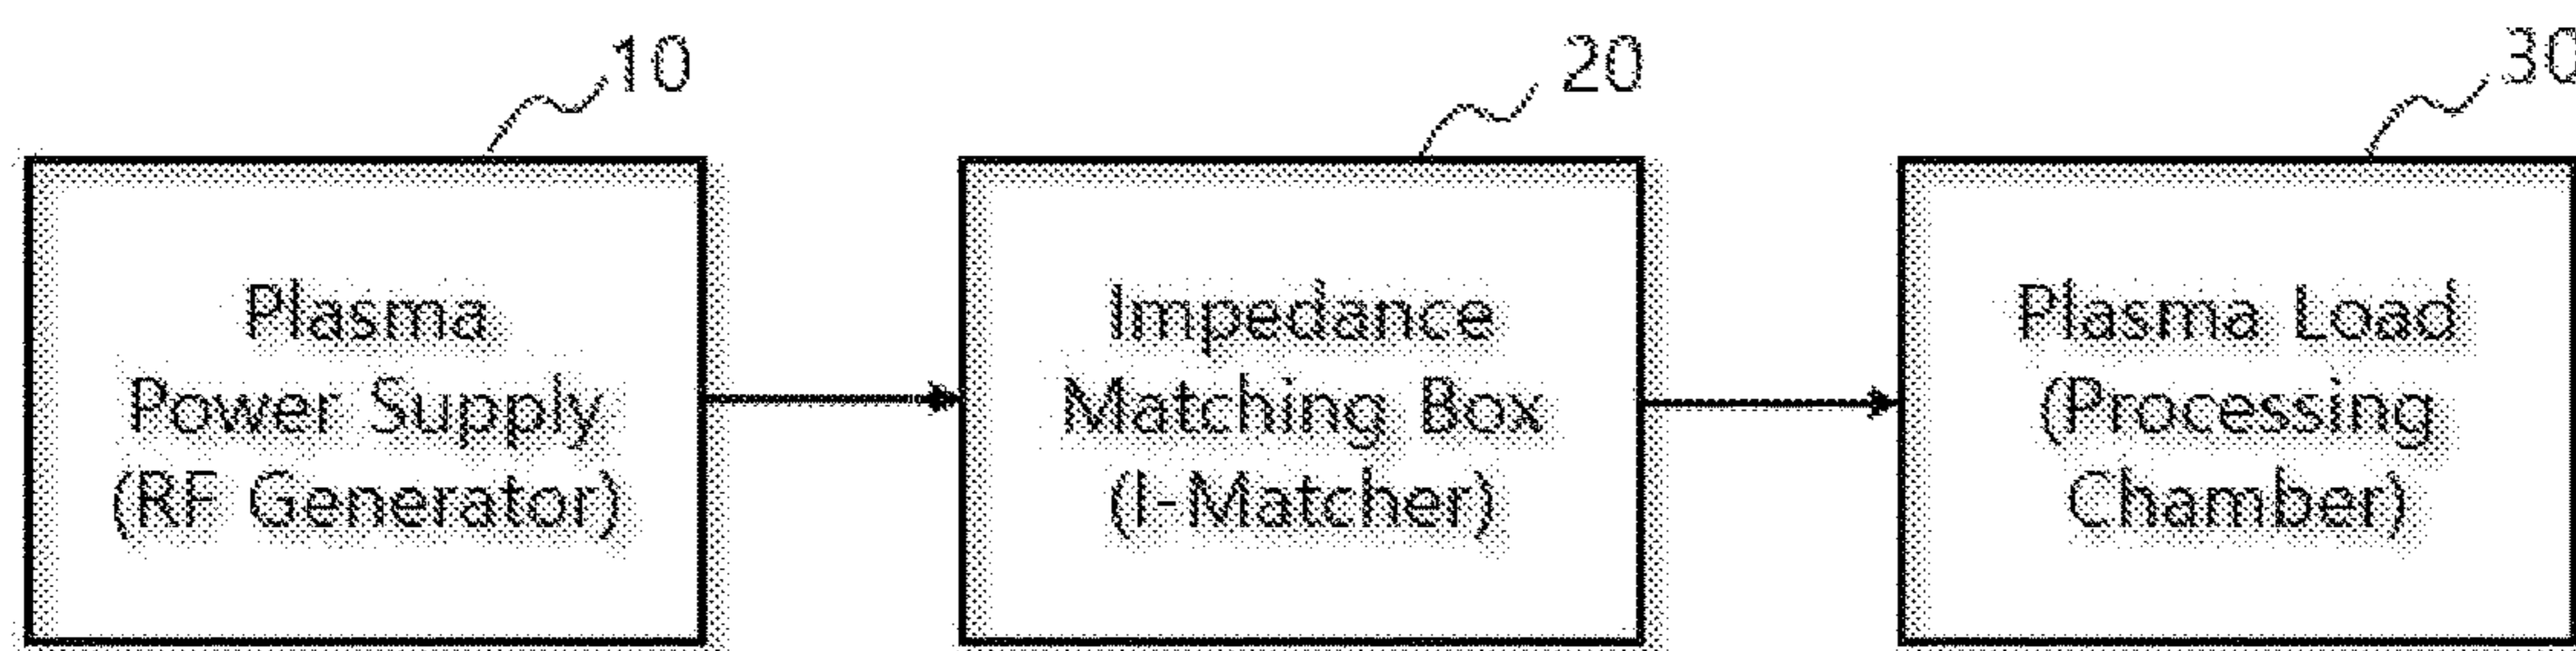 10
20
30
Plasma
Power Supply
(RF Generator)
Impedance
Matching Box
(I-Matcher)
Plasma Load
(Processing
Chamber)